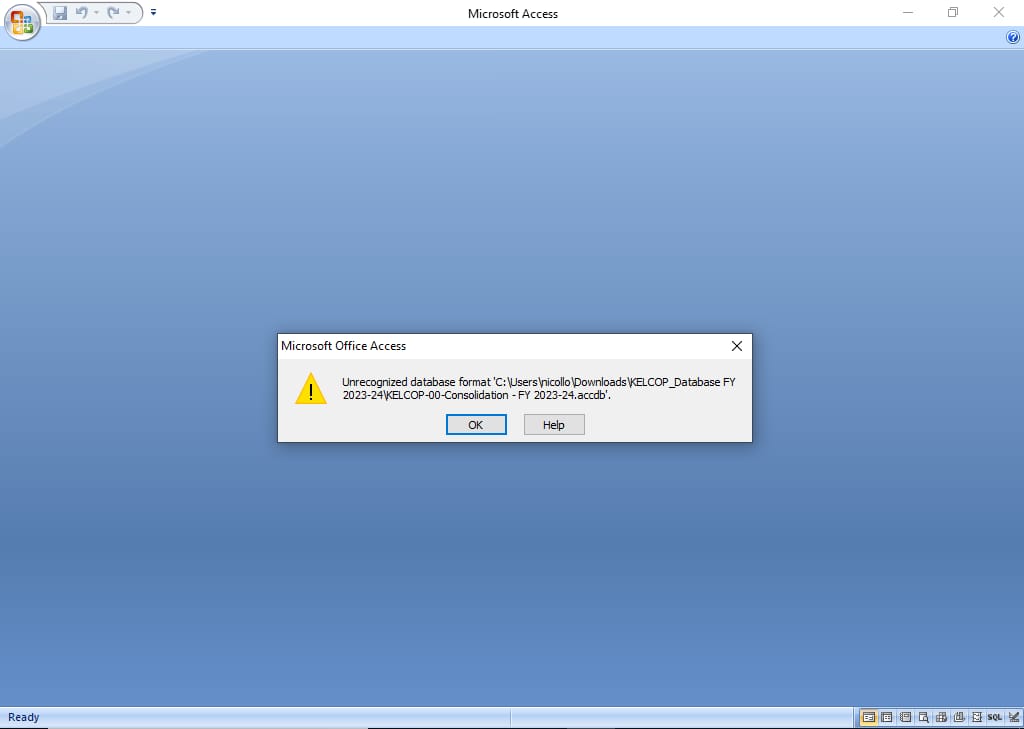 Microsoft Access
Microsoft Office Access
Unrecognized database format 'C:\Users\nicollo\Downloads\KELCOP_Database FY
2023-24\KELCOP-00-Consolidation - FY 2023-24.accdb'.
OK
Help
Ready
SQL